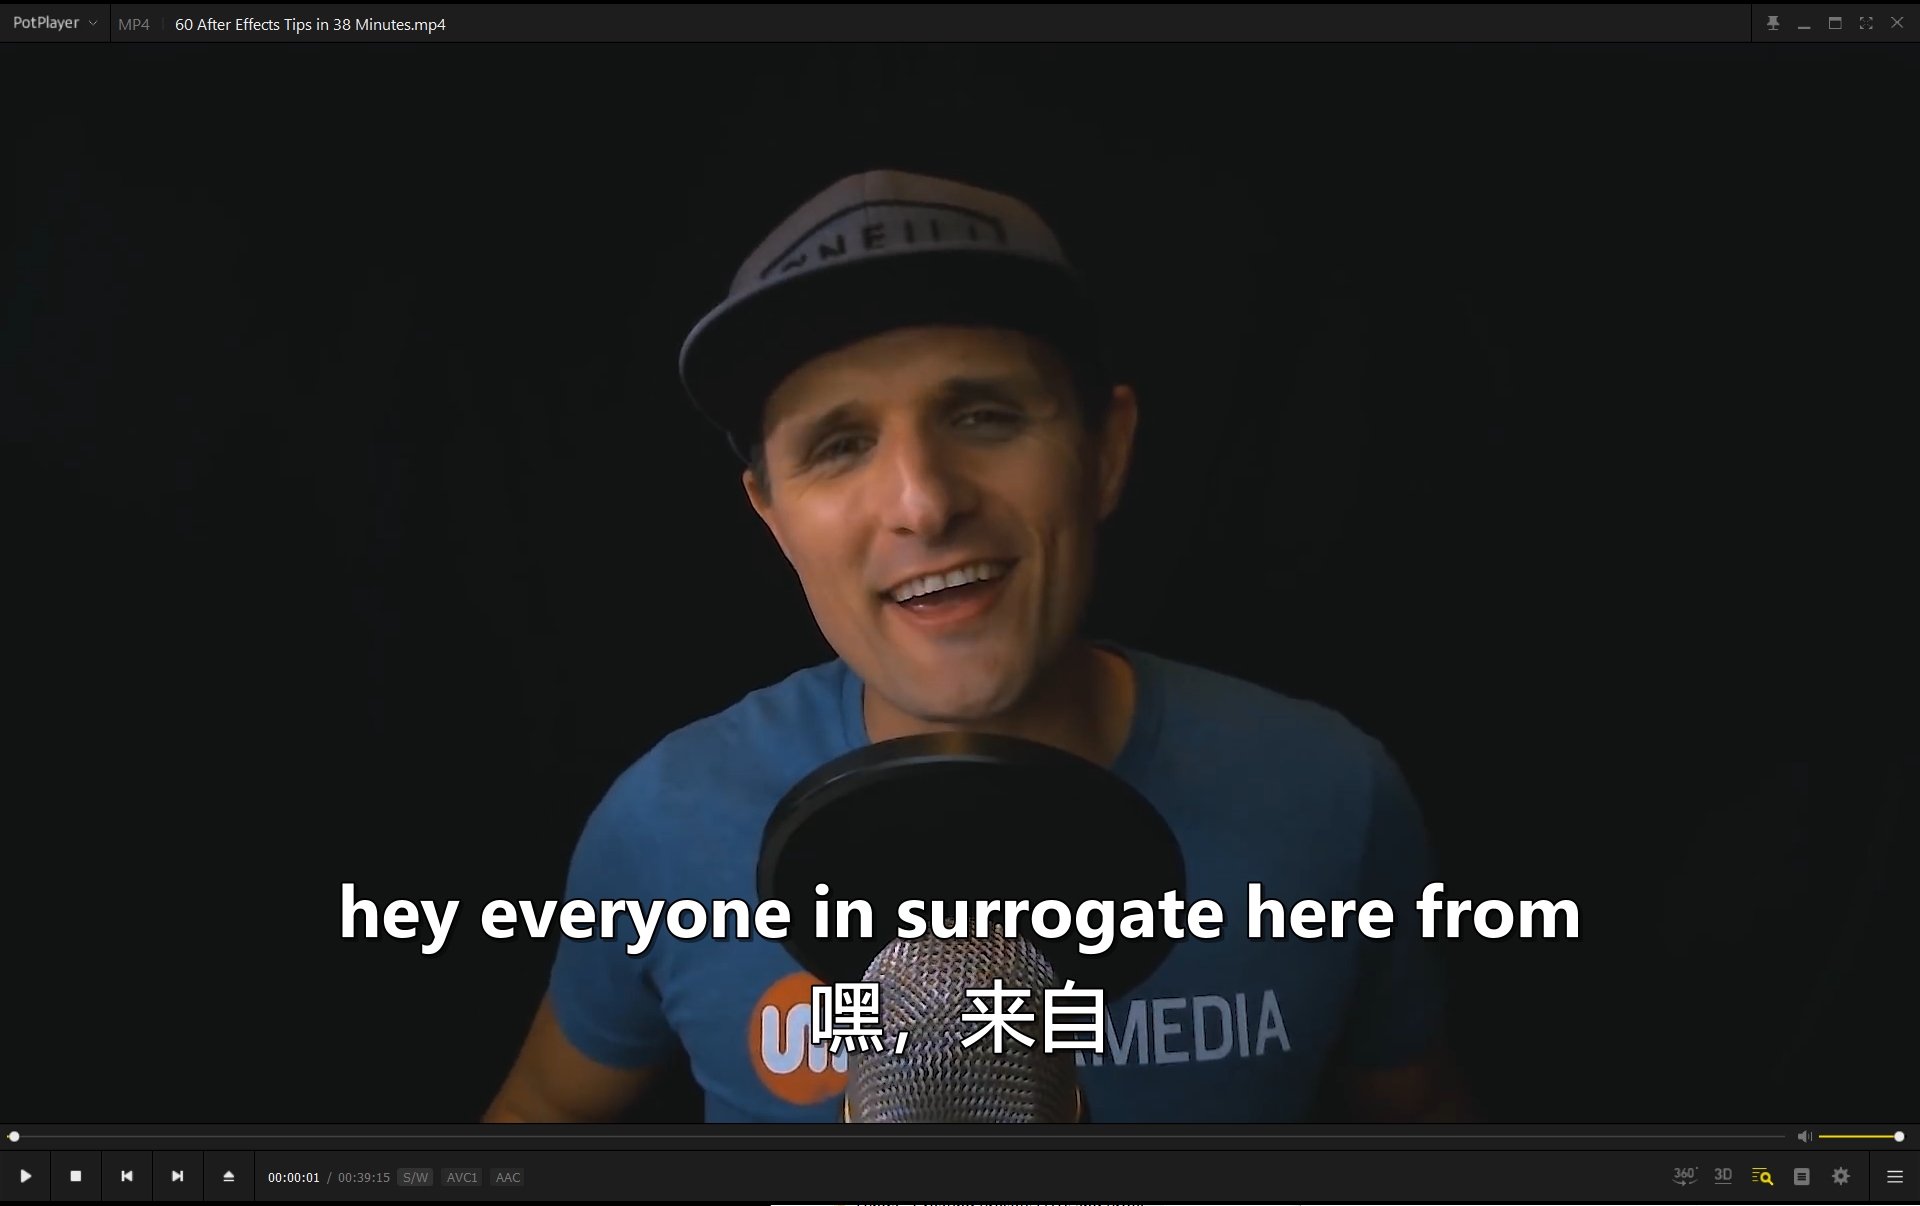 PotPlayer MP4 60 After Effects Tips in 38 Minutes.mp4
NEILL
hey everyone in surrogate here from
嘿，来自
MEDIA
00:00:01 / 00:39:15 S/W AVC1 AAC 360° 3D